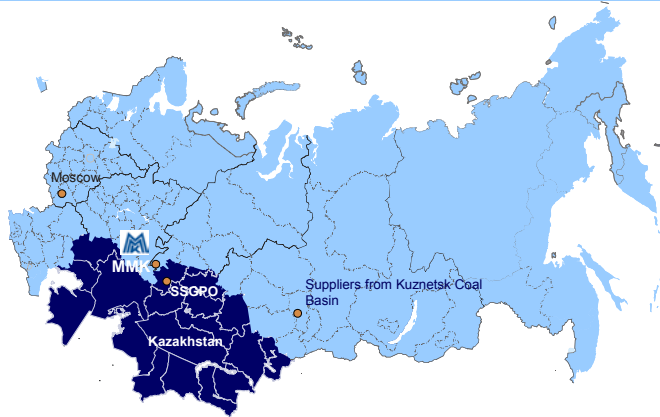 Moscow
MMK
SSGPO
Suppliers from Kuznetsk Coal
Basin
Kazakhstan